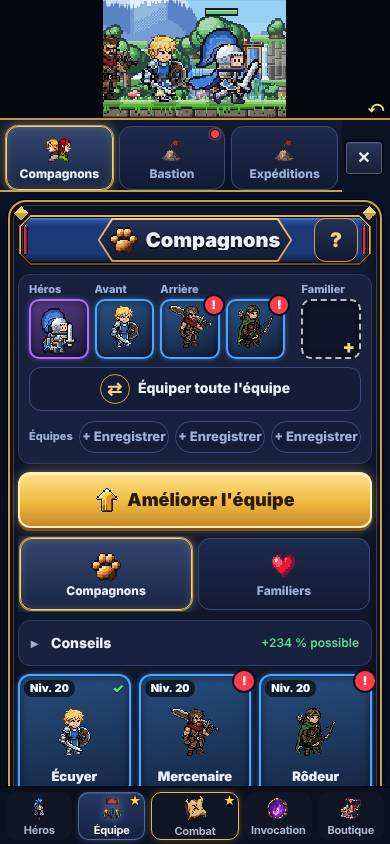 Compagnons
Bastion
Expéditions
×
Compagnons
?
Héros
Avant
Arrière
Familier
!
!
+
Équiper toute l'équipe
Équipes
+ Enregistrer
+ Enregistrer
+ Enregistrer
Améliorer l'équipe
Compagnons
Familiers
Conseils
+234 % possible
Niv. 20
Niv. 20
!
Niv. 20
!
Écuyer
Mercenaire
Rôdeur
Héros
Équipe
Combat
Invocation
Boutique